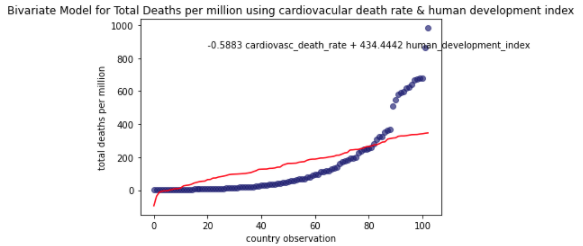 Bivariate Model for Total Deaths per million using cardiovacular death rate & human development index
-0.5883 cardiovasc_death_rate + 434.4442 human_development_index
total deaths per million
1000
800
600
400
200
0
0 20 40 60 80 100
country observation